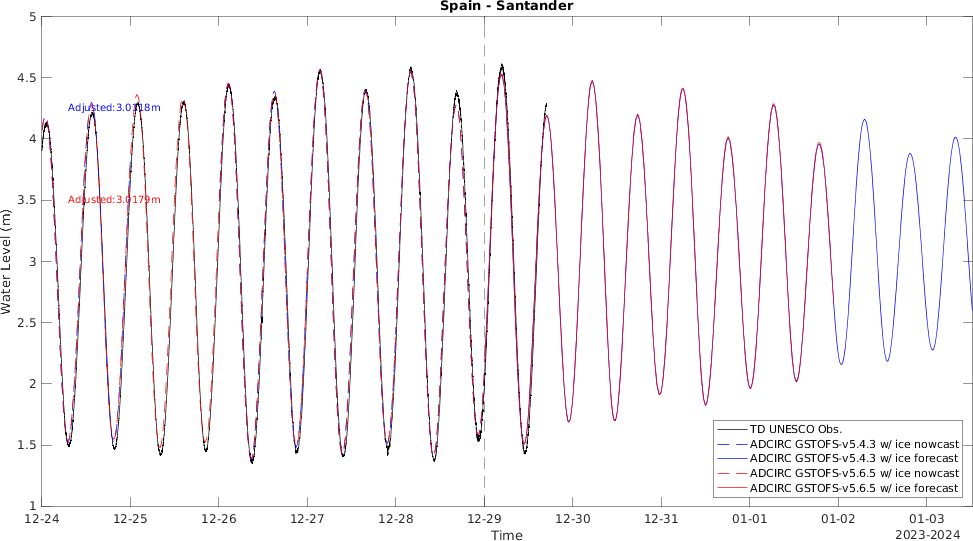 Spain - Santander
5
4.5
4
3.5
3
2.5
2
1.5
1
Water Level (m)
Adjusted:3.0118m
Adjusted:3.0179m
TD UNESCO Obs.
ADCIRC GSTOFS-v5.4.3 w/ ice nowcast
ADCIRC GSTOFS-v5.4.3 w/ ice forecast
ADCIRC GSTOFS-v5.6.5 w/ ice nowcast
ADCIRC GSTOFS-v5.6.5 w/ ice forecast
12-24 12-25 12-26 12-27 12-28 12-29 12-30 12-31 01-01 01-02 01-03
Time
2023-2024